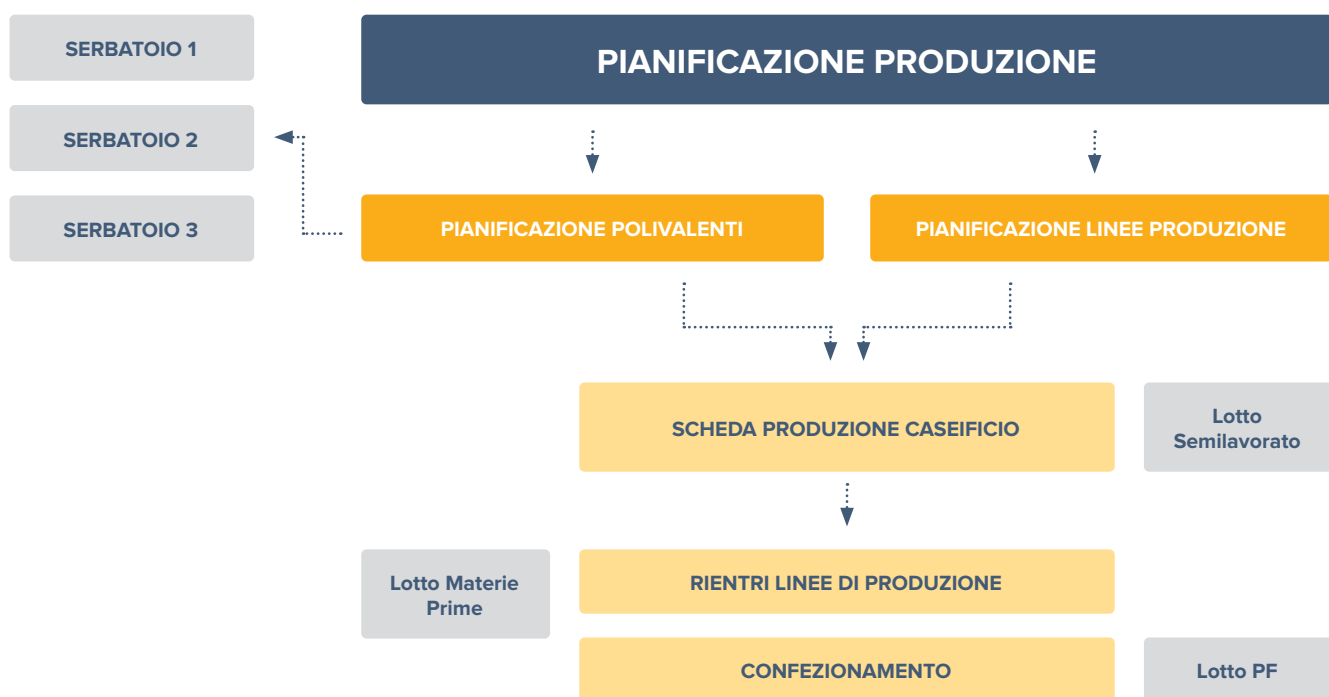 SERBATOIO 1
PIANIFICAZIONE PRODUZIONE
SERBATOIO 2
SERBATOIO 3
PIANIFICAZIONE POLIVALENTI
PIANIFICAZIONE LINEE PRODUZIONE
SCHEDA PRODUZIONE CASEIFICIO
Lotto
Semilavorato
Lotto Materie
Prime
RIENTRI LINEE DI PRODUZIONE
CONFEZIONAMENTO
Lotto PF